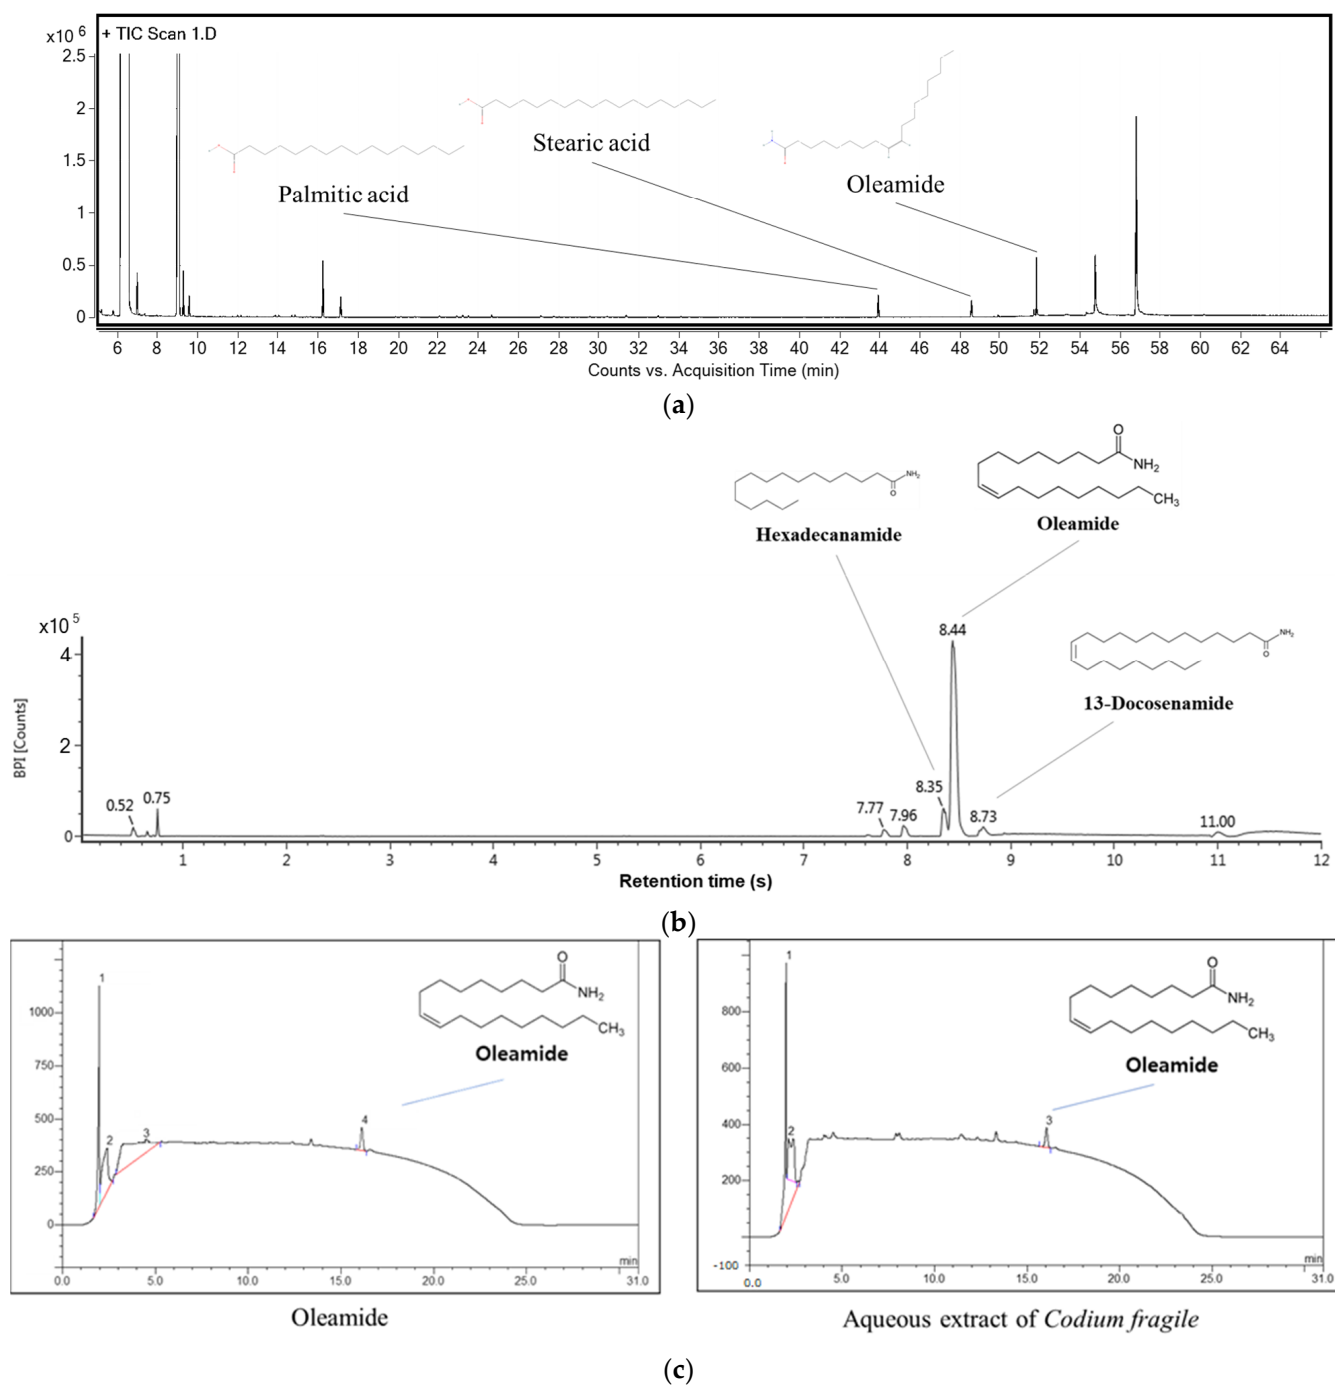 x10 6
+ TIC Scan 1.D
2.5
2
1.5
1
0.5
0
Palmitic acid
Stearic acid
Oleamide
6 8 10 12 14 16 18 20 22 24 26 28 30 32 34 36 38 40 42 44 46 48 50 52 54 56 58 60 62 64
Counts vs. Acquisition Time (min)
(a)
x10 5
BPI [Counts]
4
2
0
O
NH2
CH3
Oleamide
NH2
O
Hexadecanamide
NH2
O
13-Docosenamide
0.52
0.75
7.77
7.96
8.35
8.44
8.73
11.00
1 2 3 4 5 6 7 8 9 10 11 12
Retention time (s)
(b)
1000
750
500
250
0
1
2
3
4
O
NH2
CH3
Oleamide
min
0.0 5.0 10.0 15.0 20.0 25.0 31.0
Oleamide
800
600
400
200
-100
1
2
3
O
NH2
CH3
Oleamide
min
0.0 5.0 10.0 15.0 20.0 25.0 31.0
Aqueous extract of Codium fragile
(c)